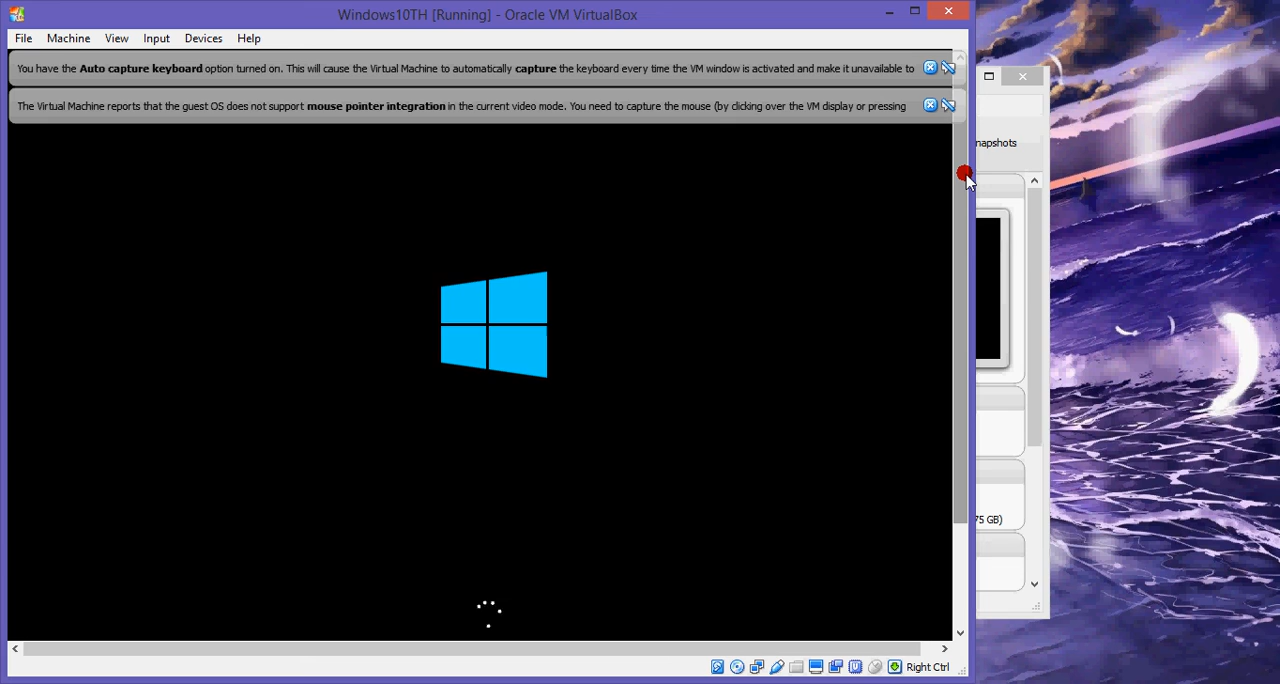 Windows10TH [Running] - Oracle VM VirtualBox
File Machine View Input Devices Help
You have the Auto capture keyboard option turned on. This will cause the Virtual Machine to automatically capture the keyboard every time the VM window is activated and make it unavailable to
The Virtual Machine reports that the guest OS does not support mouse pointer integration in the current video mode. You need to capture the mouse (by clicking over the VM display or pressing
napshots
75 GB)
Right Ctrl